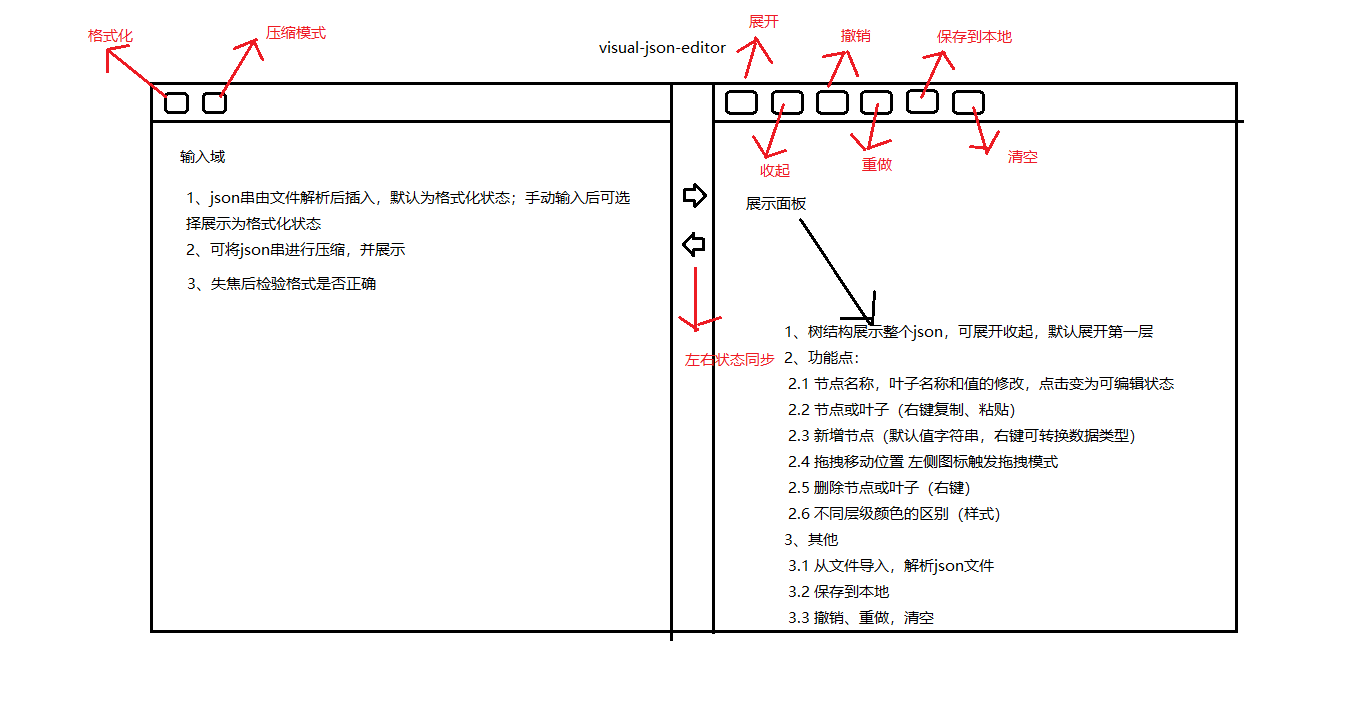 格式化
压缩模式
visual-json-editor
展开
撤销
保存到本地
收起
重做
清空
输入域
1、json串由文件解析后插入，默认为格式化状态；手动输入后可选
择展示为格式化状态
2、可将json串进行压缩，并展示
3、失焦后检验格式是否正确
左右状态同步
展示面板
1、树结构展示整个json，可展开收起，默认展开第一层
2、功能点：
2.1 节点名称，叶子名称和值的修改，点击变为可编辑状态
2.2 节点或叶子（右键复制、粘贴）
2.3 新增节点（默认值字符串，右键可转换数据类型）
2.4 拖拽移动位置 左侧图标触发拖拽模式
2.5 删除节点或叶子（右键）
2.6 不同层级颜色的区别（样式）
3、其他
3.1 从文件导入，解析json文件
3.2 保存到本地
3.3 撤销、重做，清空